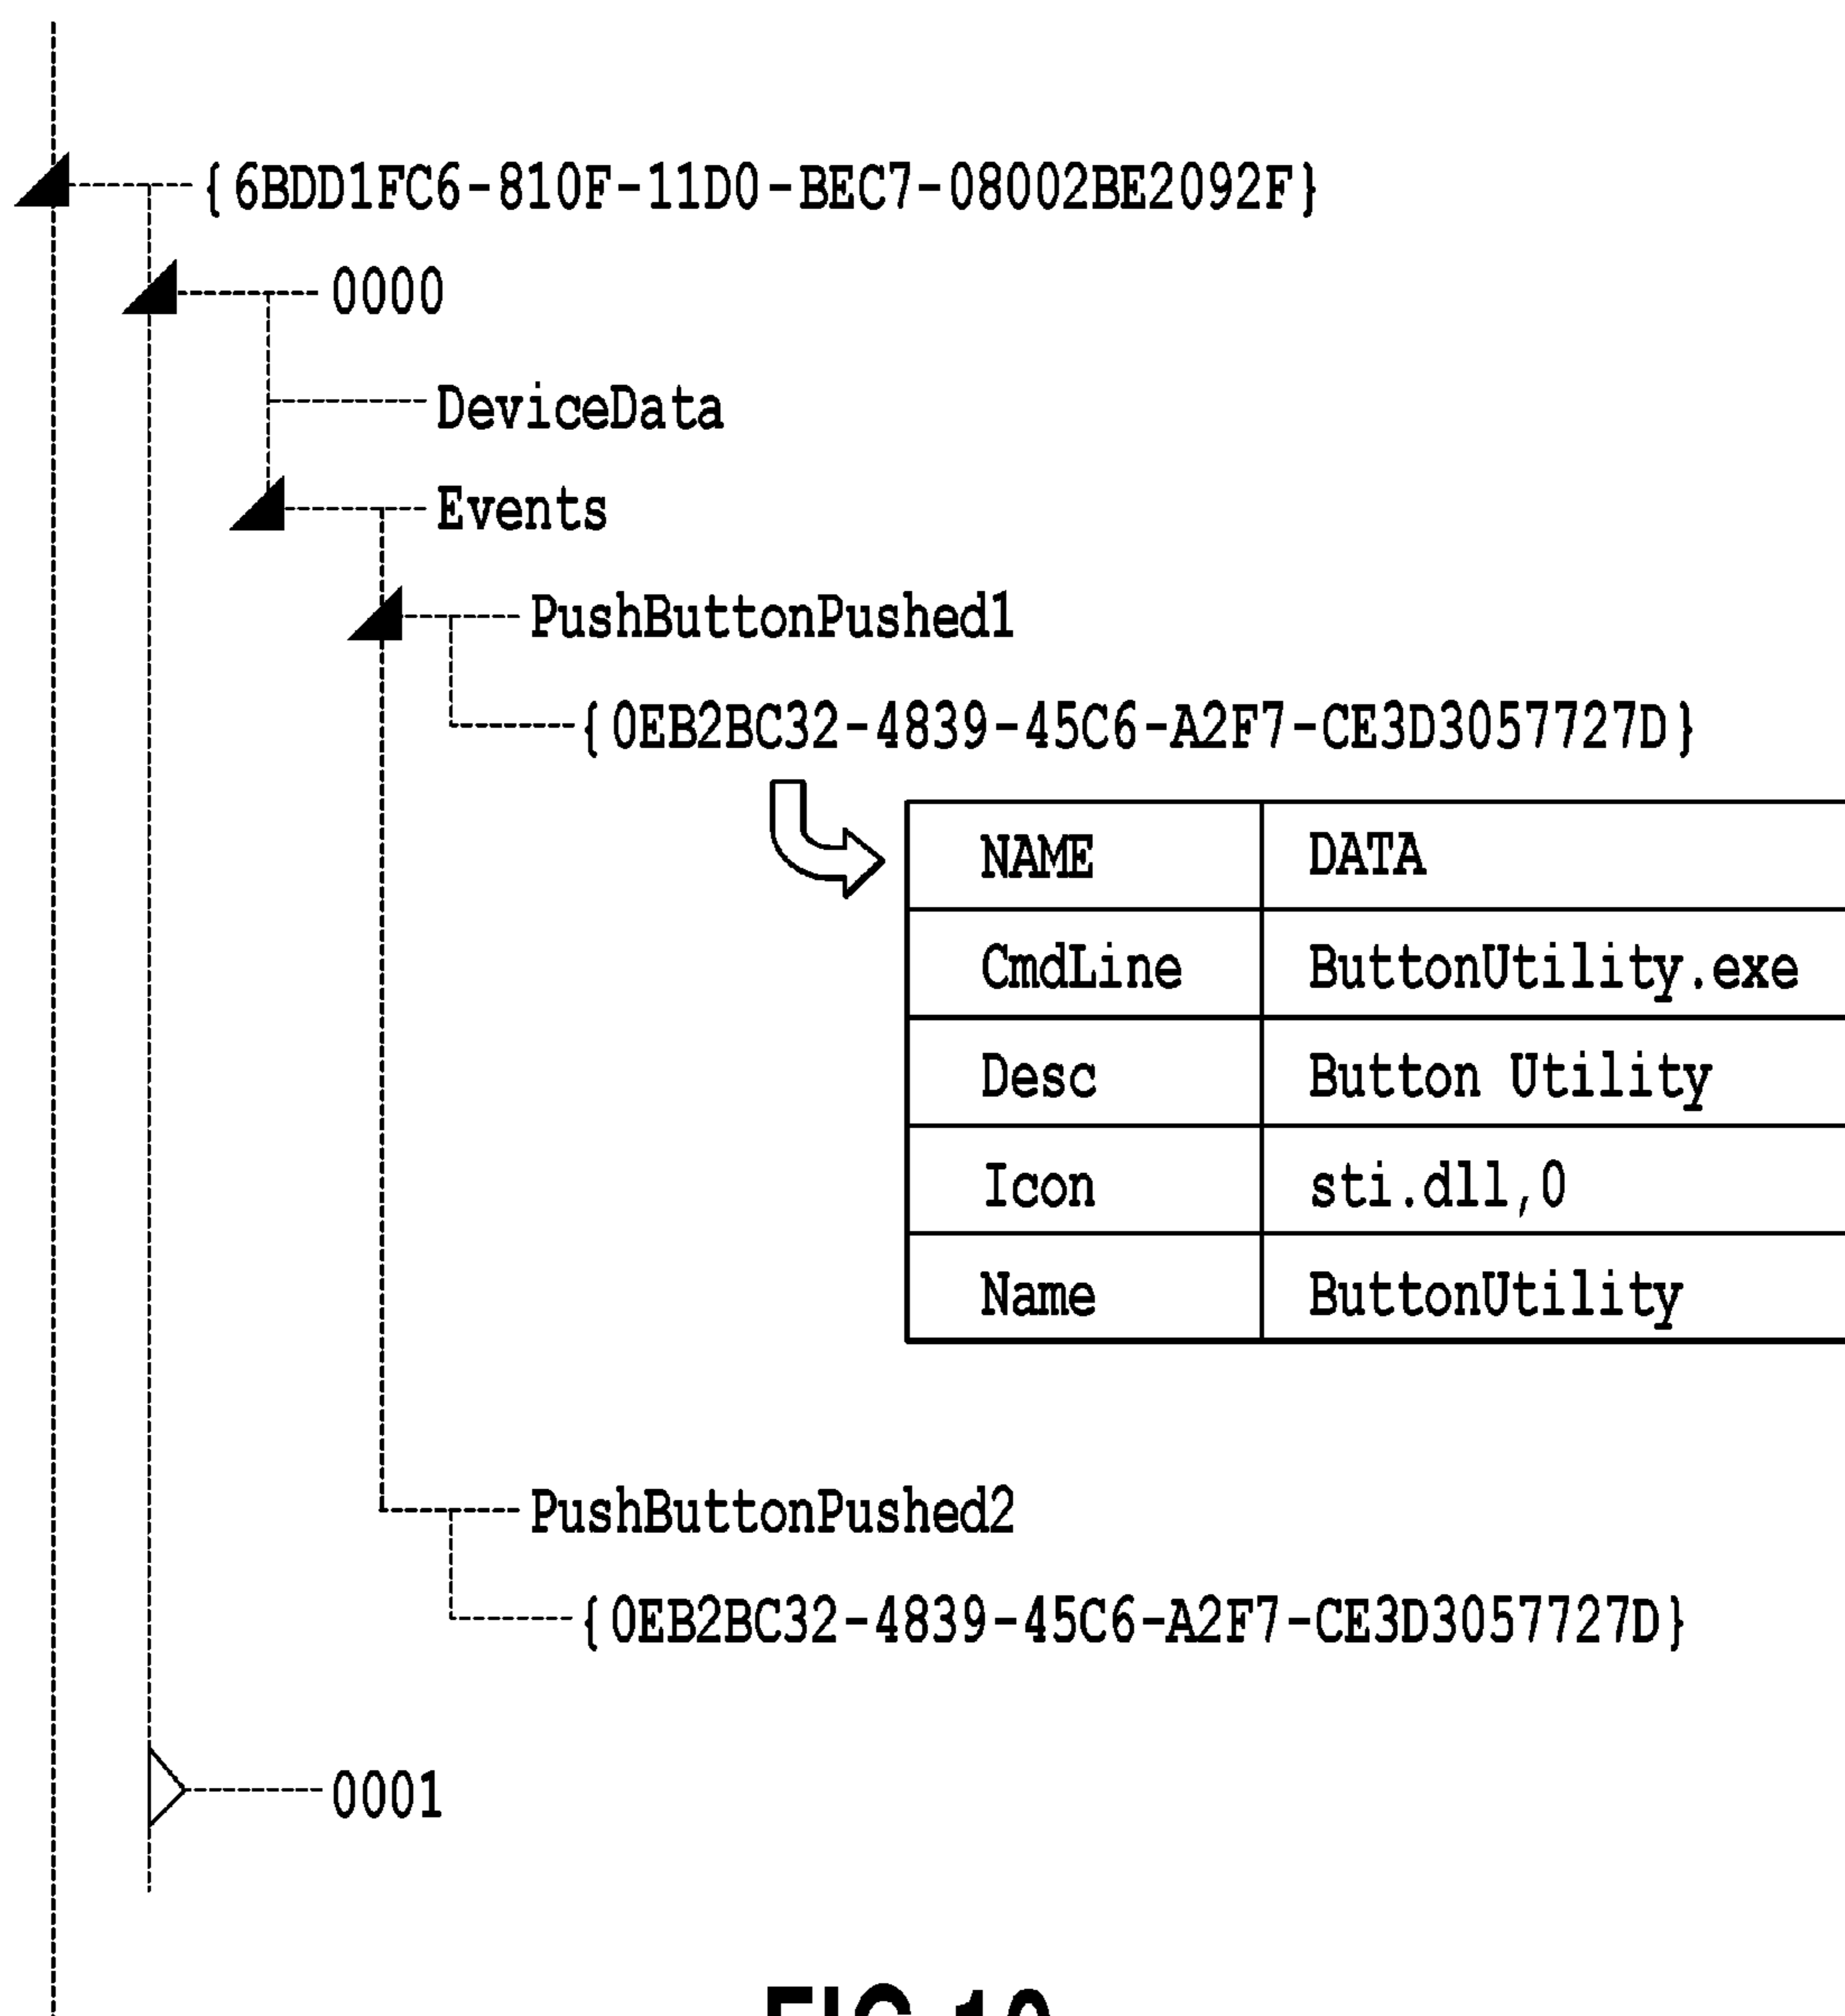 {6BDD1FC6-810F-11D0-BEC7-08002BE2092F}
0000
DeviceData
Events
PushButtonPushed1
{0EB2BC32-4839-45C6-A2F7-CE3D3057727D}
NAME DATA
CmdLine ButtonUtility.exe
Desc Button Utility
Icon sti.dll,0
Name ButtonUtility
PushButtonPushed2
{0EB2BC32-4839-45C6-A2F7-CE3D3057727D}
0001